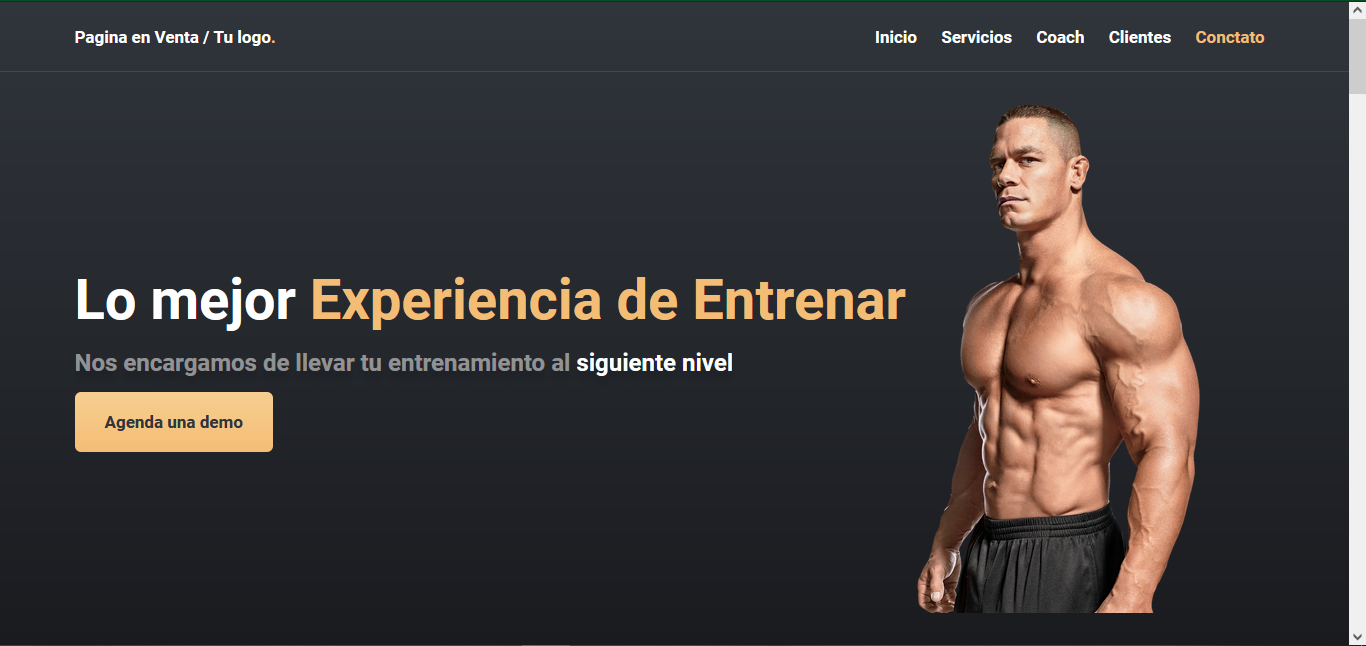 Pagina en Venta / Tu logo.
Inicio Servicios Coach Clientes Conctato
Lo mejor Experiencia de Entrenar
Nos encargamos de llevar tu entrenamiento al siguiente nivel
Agenda una demo